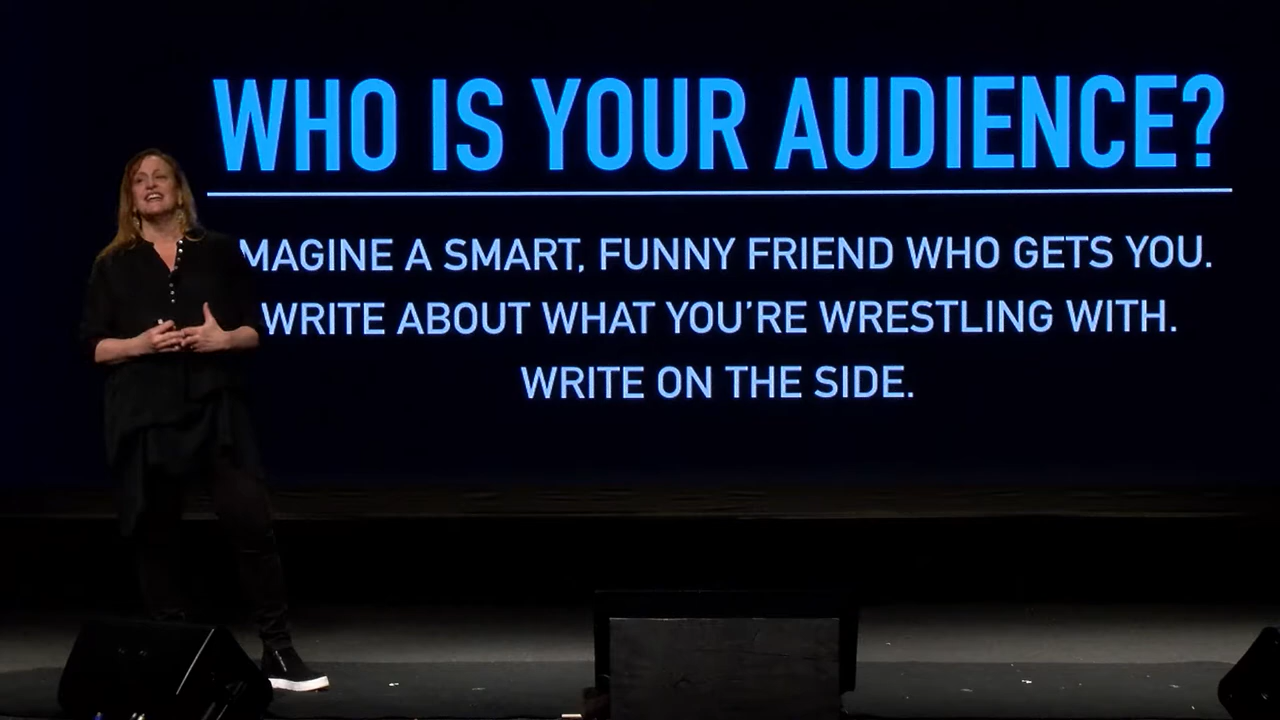 WHO IS YOUR AUDIENCE?
MAGINE A SMART, FUNNY FRIEND WHO GETS YOU.
WRITE ABOUT WHAT YOU'RE WRESTLING WITH.
WRITE ON THE SIDE.